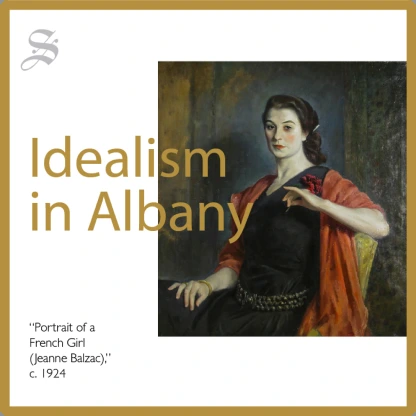 S
Idealism
in Albany
"Portrait of a
French Girl
(Jeanne Balzac),"
c. 1924